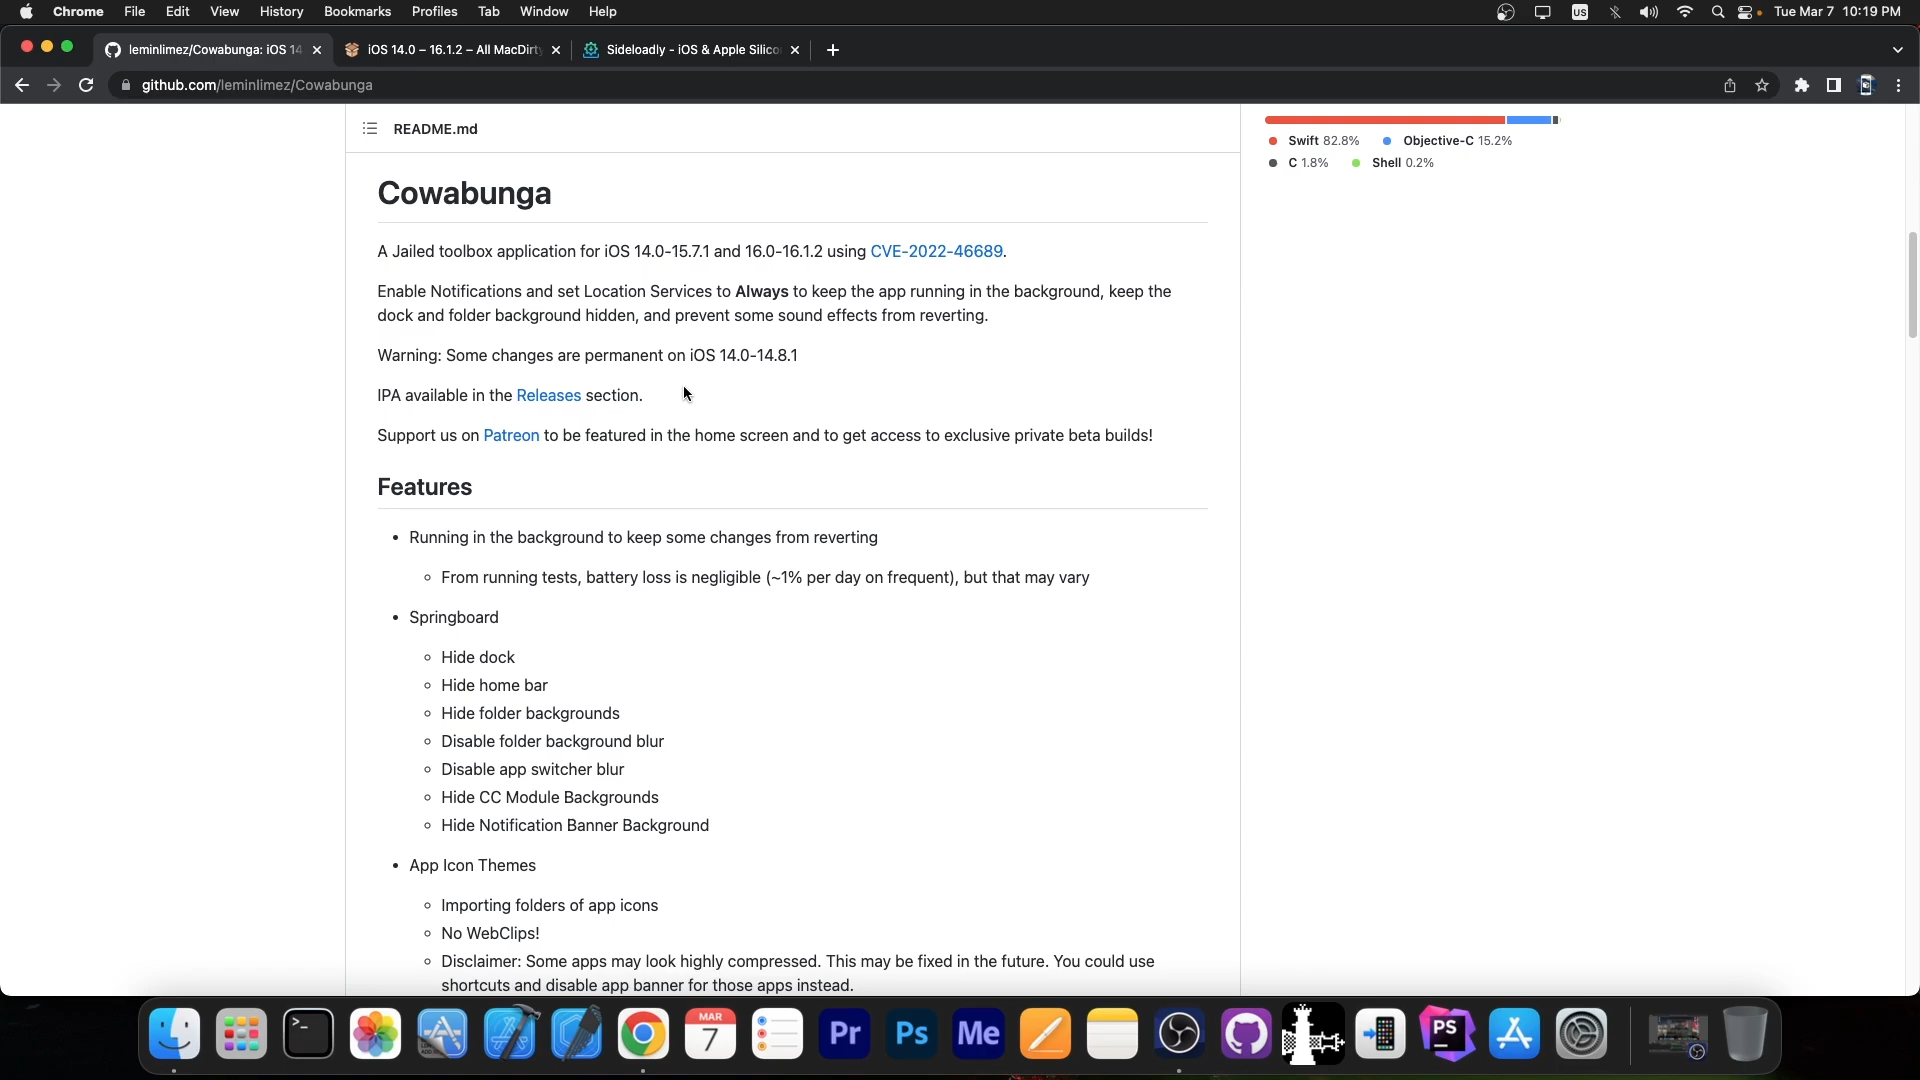 Chrome File Edit View History Bookmarks Profiles Tab Window Help US Tue Mar 7 10:19 PM
leminlimez/Cowabunga: iOS 14 iOS 14.0 – 16.1.2 – All MacDirty Sideloadly - iOS & Apple Silicon
github.com/leminlimez/Cowabunga
README.md
Swift 82.8% Objective-C 15.2%
C 1.8% Shell 0.2%
Cowabunga
A Jailed toolbox application for iOS 14.0-15.7.1 and 16.0-16.1.2 using CVE-2022-46689.
Enable Notifications and set Location Services to Always to keep the app running in the background, keep the
dock and folder background hidden, and prevent some sound effects from reverting.
Warning: Some changes are permanent on iOS 14.0-14.8.1
IPA available in the Releases section.
Support us on Patreon to be featured in the home screen and to get access to exclusive private beta builds!
Features
• Running in the background to keep some changes from reverting
◦ From running tests, battery loss is negligible (~1% per day on frequent), but that may vary
• Springboard
◦ Hide dock
◦ Hide home bar
◦ Hide folder backgrounds
◦ Disable folder background blur
◦ Disable app switcher blur
◦ Hide CC Module Backgrounds
◦ Hide Notification Banner Background
• App Icon Themes
◦ Importing folders of app icons
◦ No WebClips!
◦ Disclaimer: Some apps may look highly compressed. This may be fixed in the future. You could use
shortcuts and disable app banner for those apps instead.
MAR
7
Pr Ps Me PS